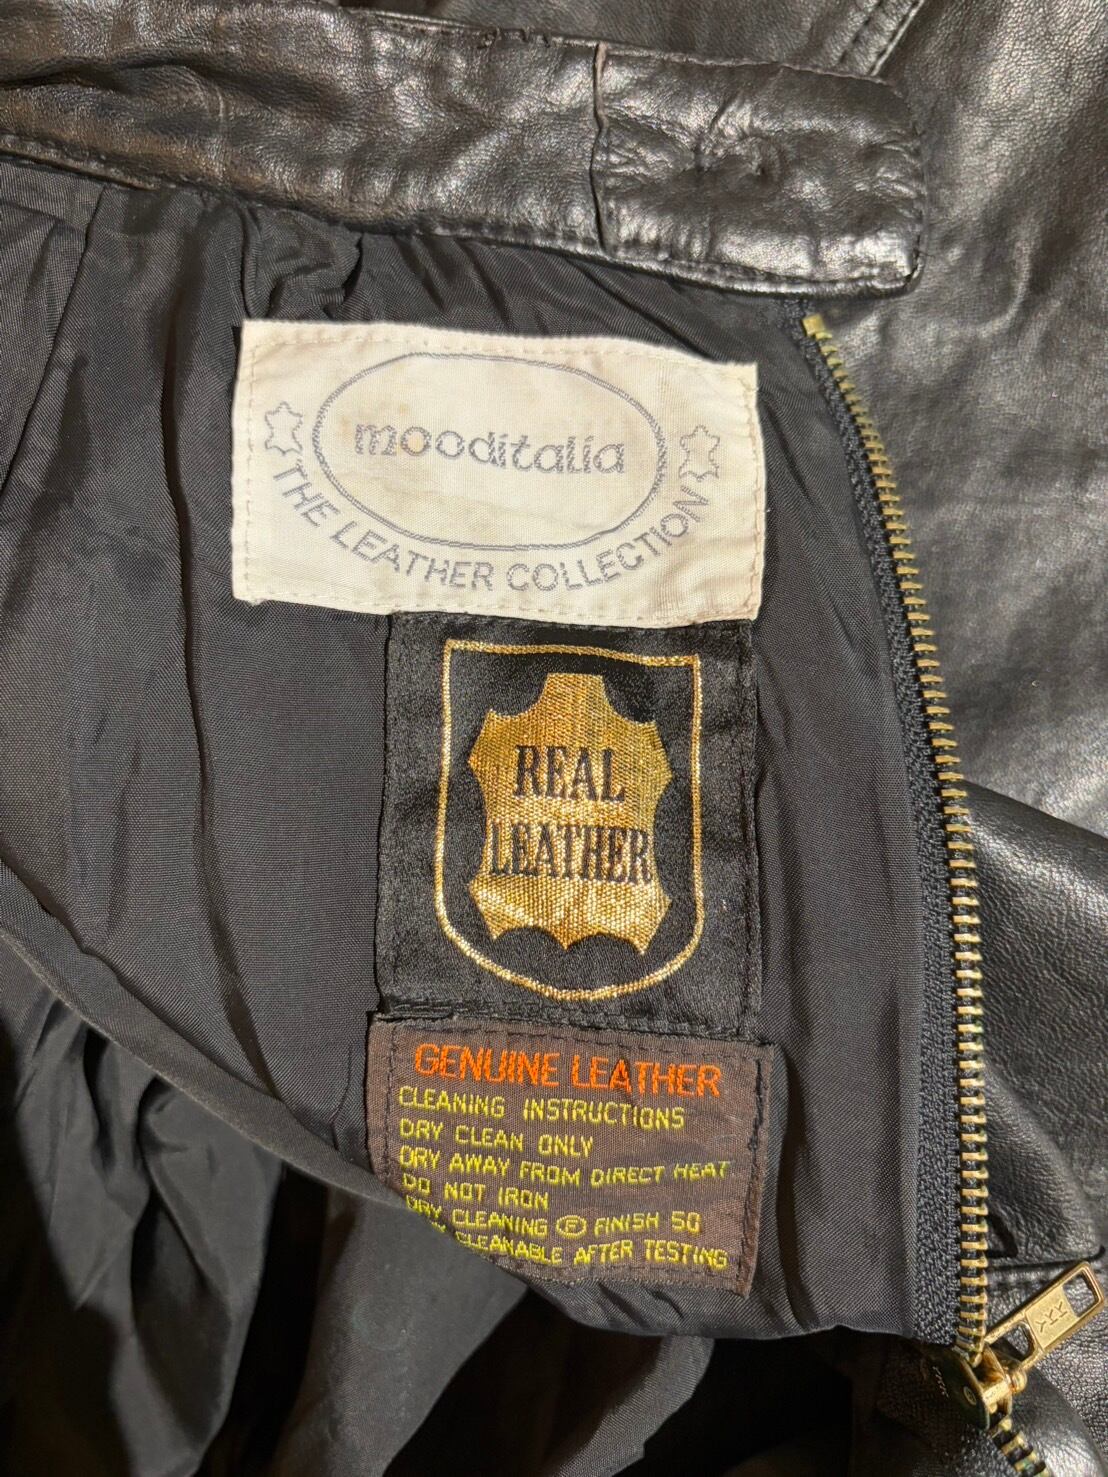 mooditalia
THE LEATHER COLLECTION
REAL
LEATHER
GENUINE LEATHER
CLEANING INSTRUCTIONS
DRY CLEAN ONLY
DRY AWAY FROM DIRECT HEAT
DO NOT IRON
DRY CLEANING Ⓕ FINISH 50
CLEANABLE AFTER TESTING
YKK